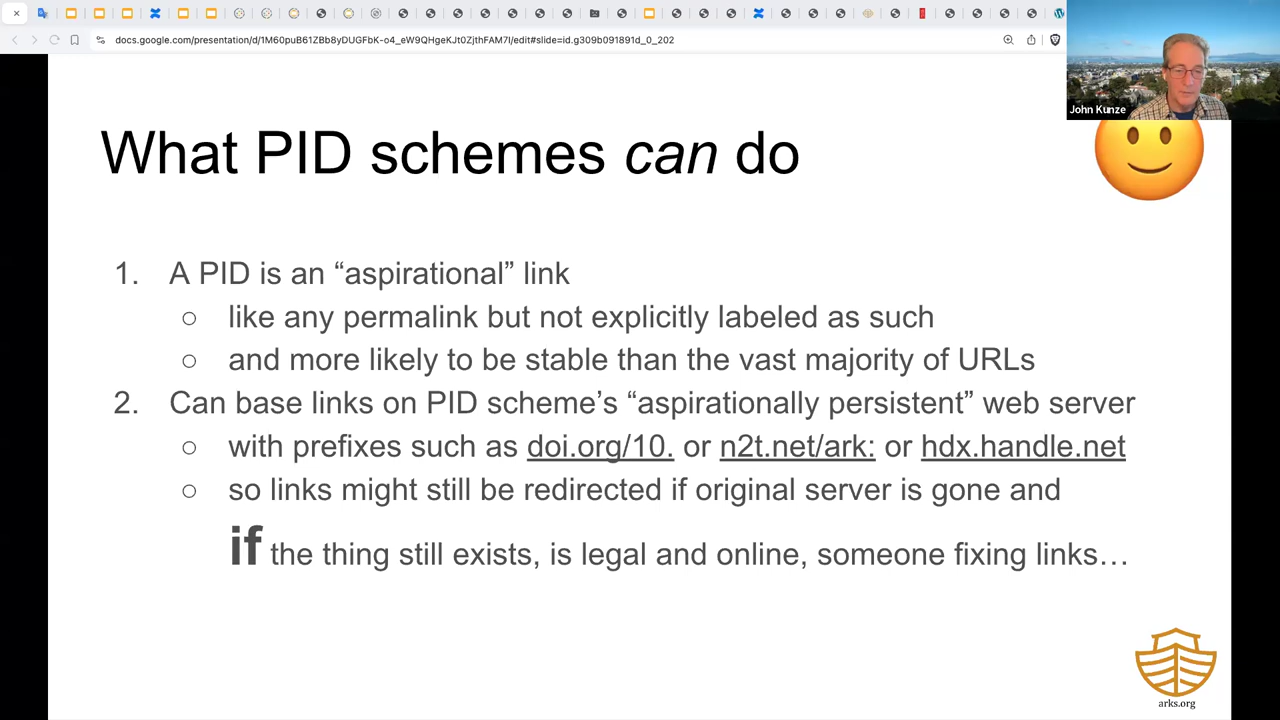 docs.google.com/presentation/d/1M60puB61ZBb8yDUGFbK-o4_eW9QHgeKJt0ZjthFAM7I/edit#slide=id.g309b091891d_0_202
John Kunze
What PID schemes can do
1. A PID is an “aspirational” link
○ like any permalink but not explicitly labeled as such
○ and more likely to be stable than the vast majority of URLs
2. Can base links on PID scheme’s “aspirationally persistent” web server
○ with prefixes such as doi.org/10. or n2t.net/ark: or hdx.handle.net
○ so links might still be redirected if original server is gone and
if the thing still exists, is legal and online, someone fixing links…
arks.org